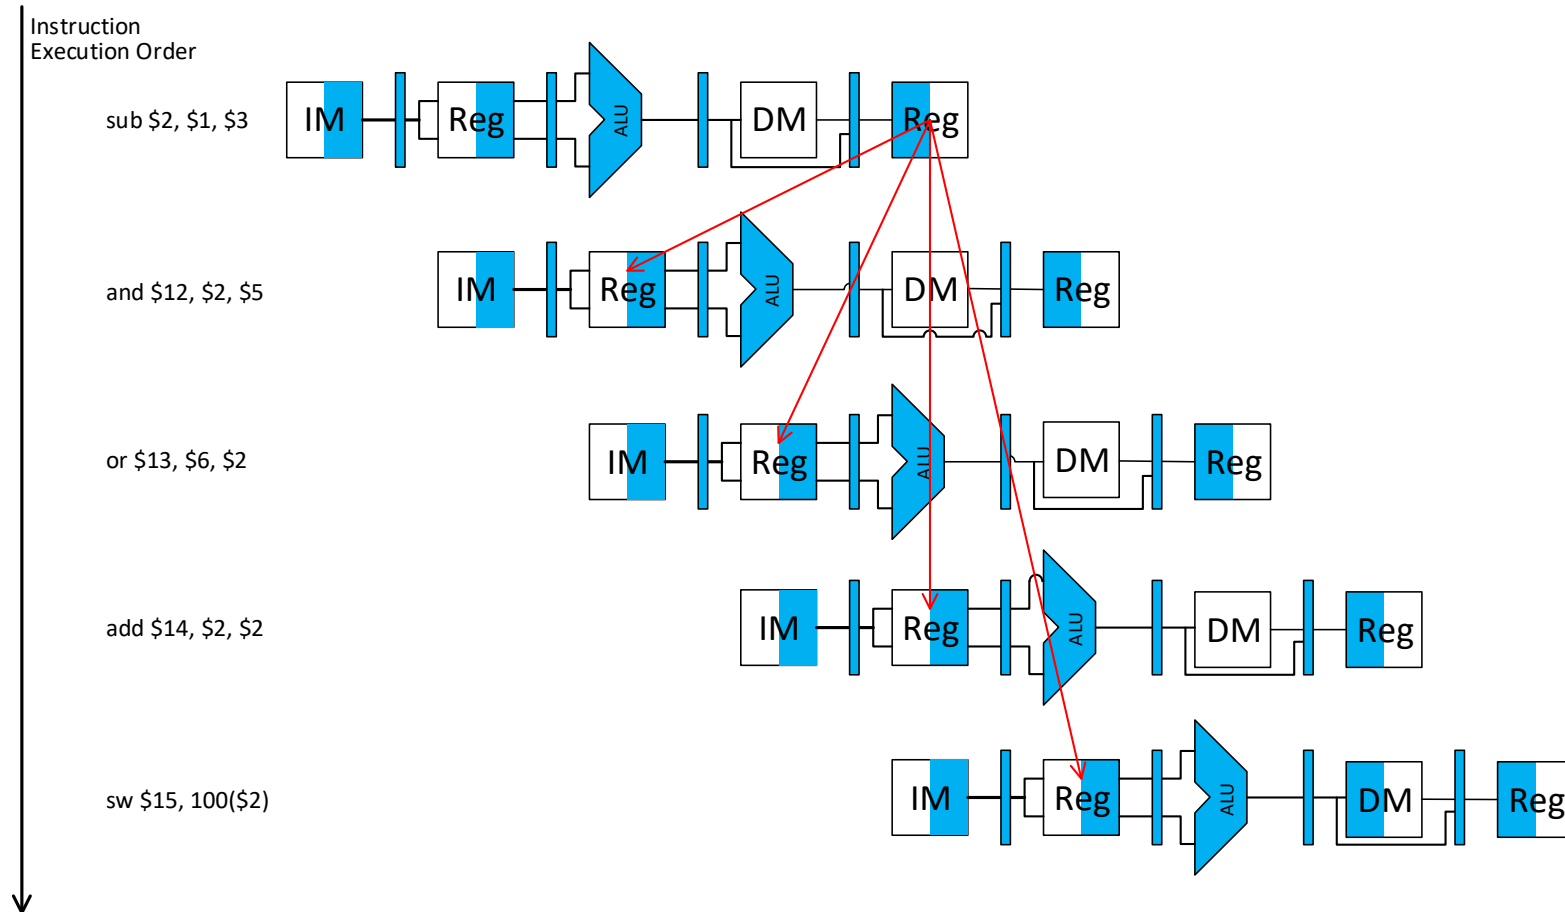 Instruction
Execution Order
sub $2, $1, $3
IM
Reg
ALU
DM
Reg
and $12, $2, $5
IM
Reg
ALU
DM
Reg
or $13, $6, $2
IM
Reg
ALU
DM
Reg
add $14, $2, $2
IM
Reg
ALU
DM
Reg
sw $15, 100($2)
IM
Reg
ALU
DM
Reg